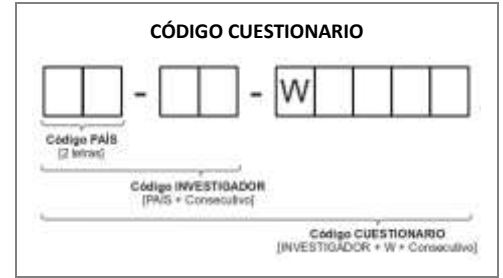 CÓDIGO CUESTIONARIO
- - W
Código PAÍS
[2 letras]
Código INVESTIGADOR
[PAÍS + Consecutivo]
Código CUESTIONARIO
[INVESTIGADOR + W + Consecutivo]